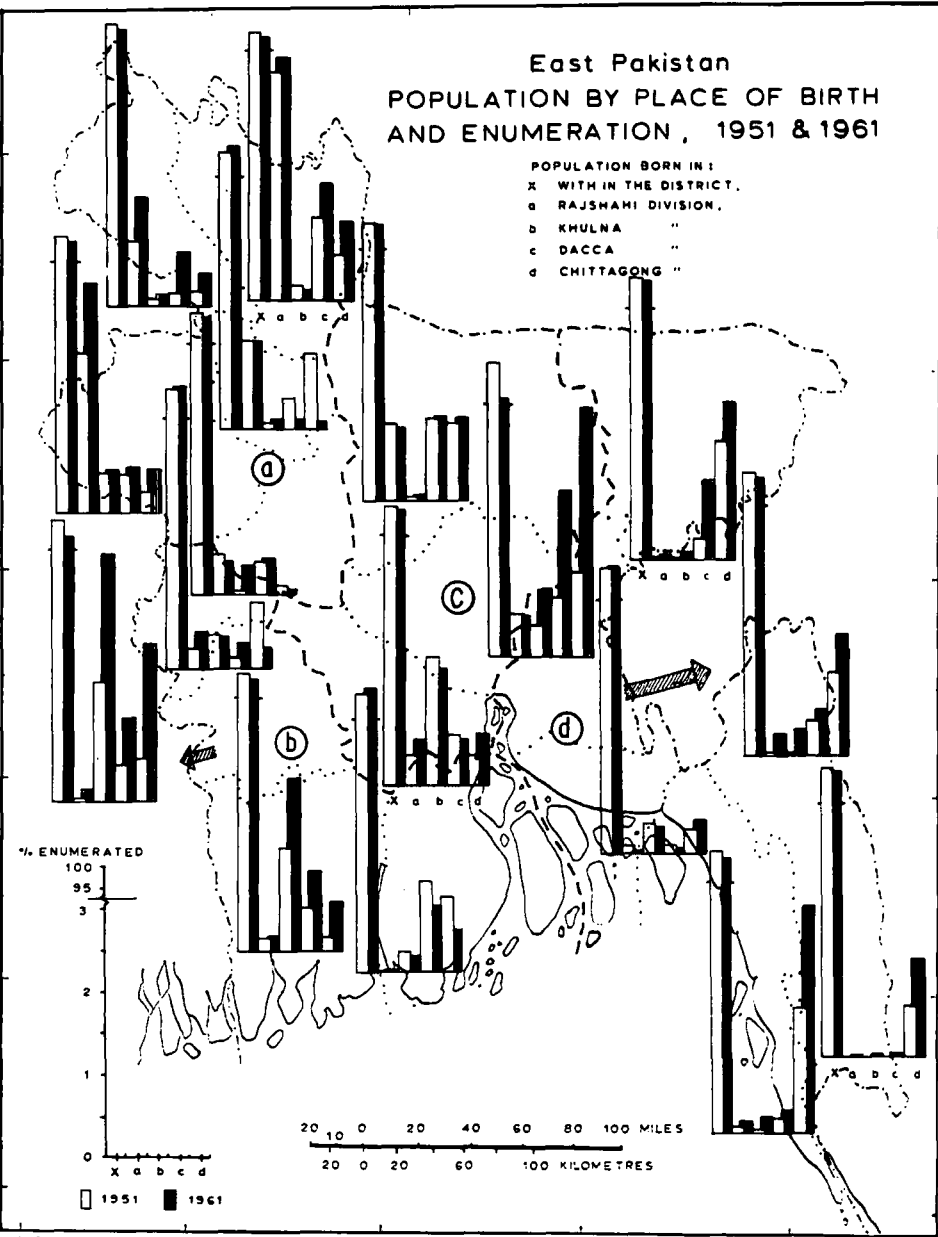 East Pakistan
POPULATION BY PLACE OF BIRTH
AND ENUMERATION, 1951 & 1961
POPULATION BORN IN :
X WITH IN THE DISTRICT,
a RAJSHAHI DIVISION,
b KHULNA "
c DACCA "
d CHITTAGONG "
X a b c d
a
X a b c d
c
d
b
X a b c d
% ENUMERATED
100
95
3
2
1
0
X a b c d
X a b c d
20 10 0 20 40 60 80 100 MILES
20 0 20 60 100 KILOMETRES
1951 1961